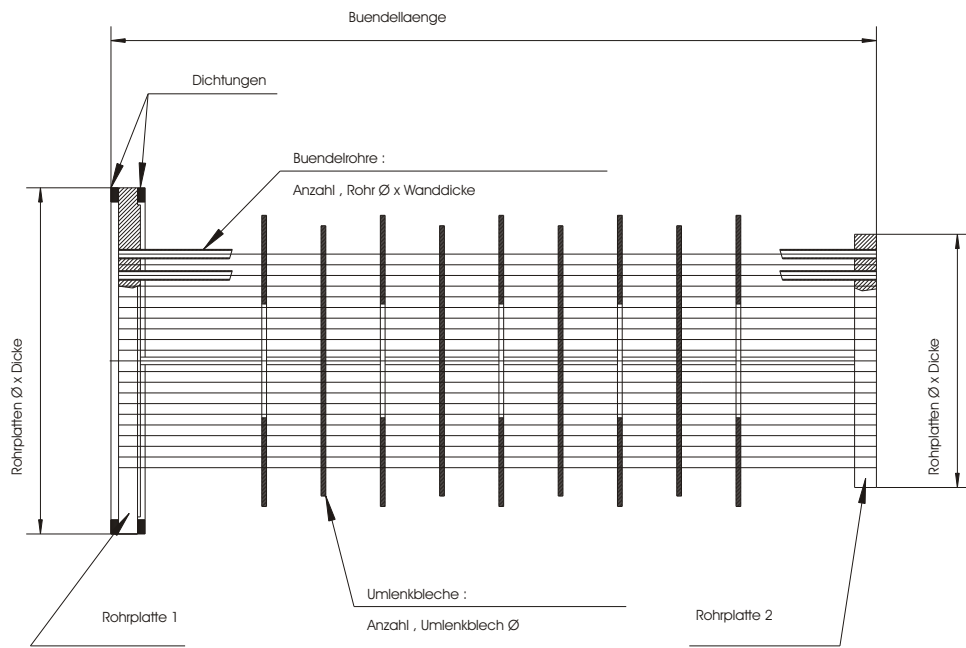 Buendellaenge
Dichtungen
Buendelrohre :
Anzahl , Rohr Ø x Wanddicke
Rohrplatten Ø x Dicke
Rohrplatten Ø x Dicke
Umlenkbleche :
Anzahl , Umlenkblech Ø
Rohrplatte 1
Rohrplatte 2